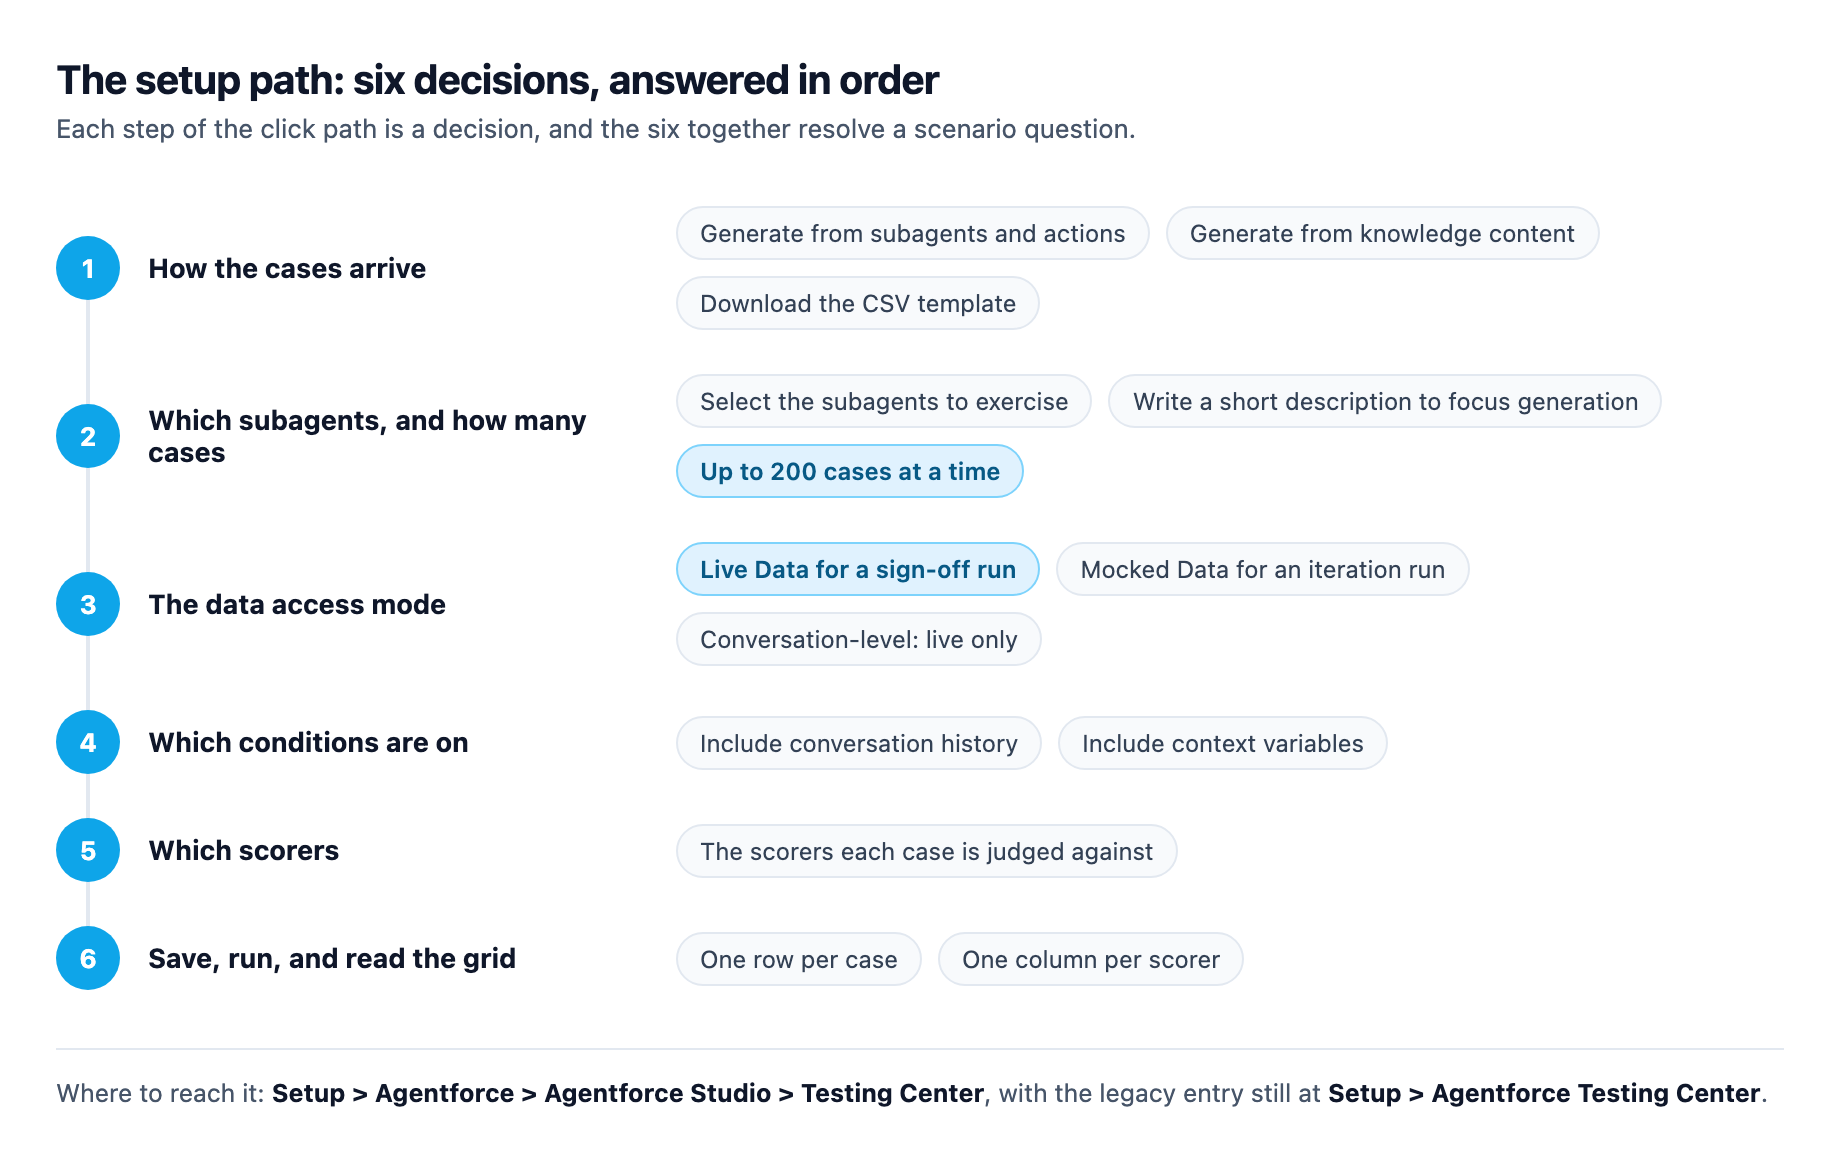 The setup path: six decisions, answered in order
Each step of the click path is a decision, and the six together resolve a scenario question.
1
How the cases arrive
Generate from subagents and actions
Generate from knowledge content
Download the CSV template
2
Which subagents, and how many
cases
Select the subagents to exercise
Write a short description to focus generation
Up to 200 cases at a time
3
The data access mode
Live Data for a sign-off run
Mocked Data for an iteration run
Conversation-level: live only
4
Which conditions are on
Include conversation history
Include context variables
5
Which scorers
The scorers each case is judged against
6
Save, run, and read the grid
One row per case
One column per scorer
Where to reach it: Setup > Agentforce > Agentforce Studio > Testing Center, with the legacy entry still at Setup > Agentforce Testing Center.